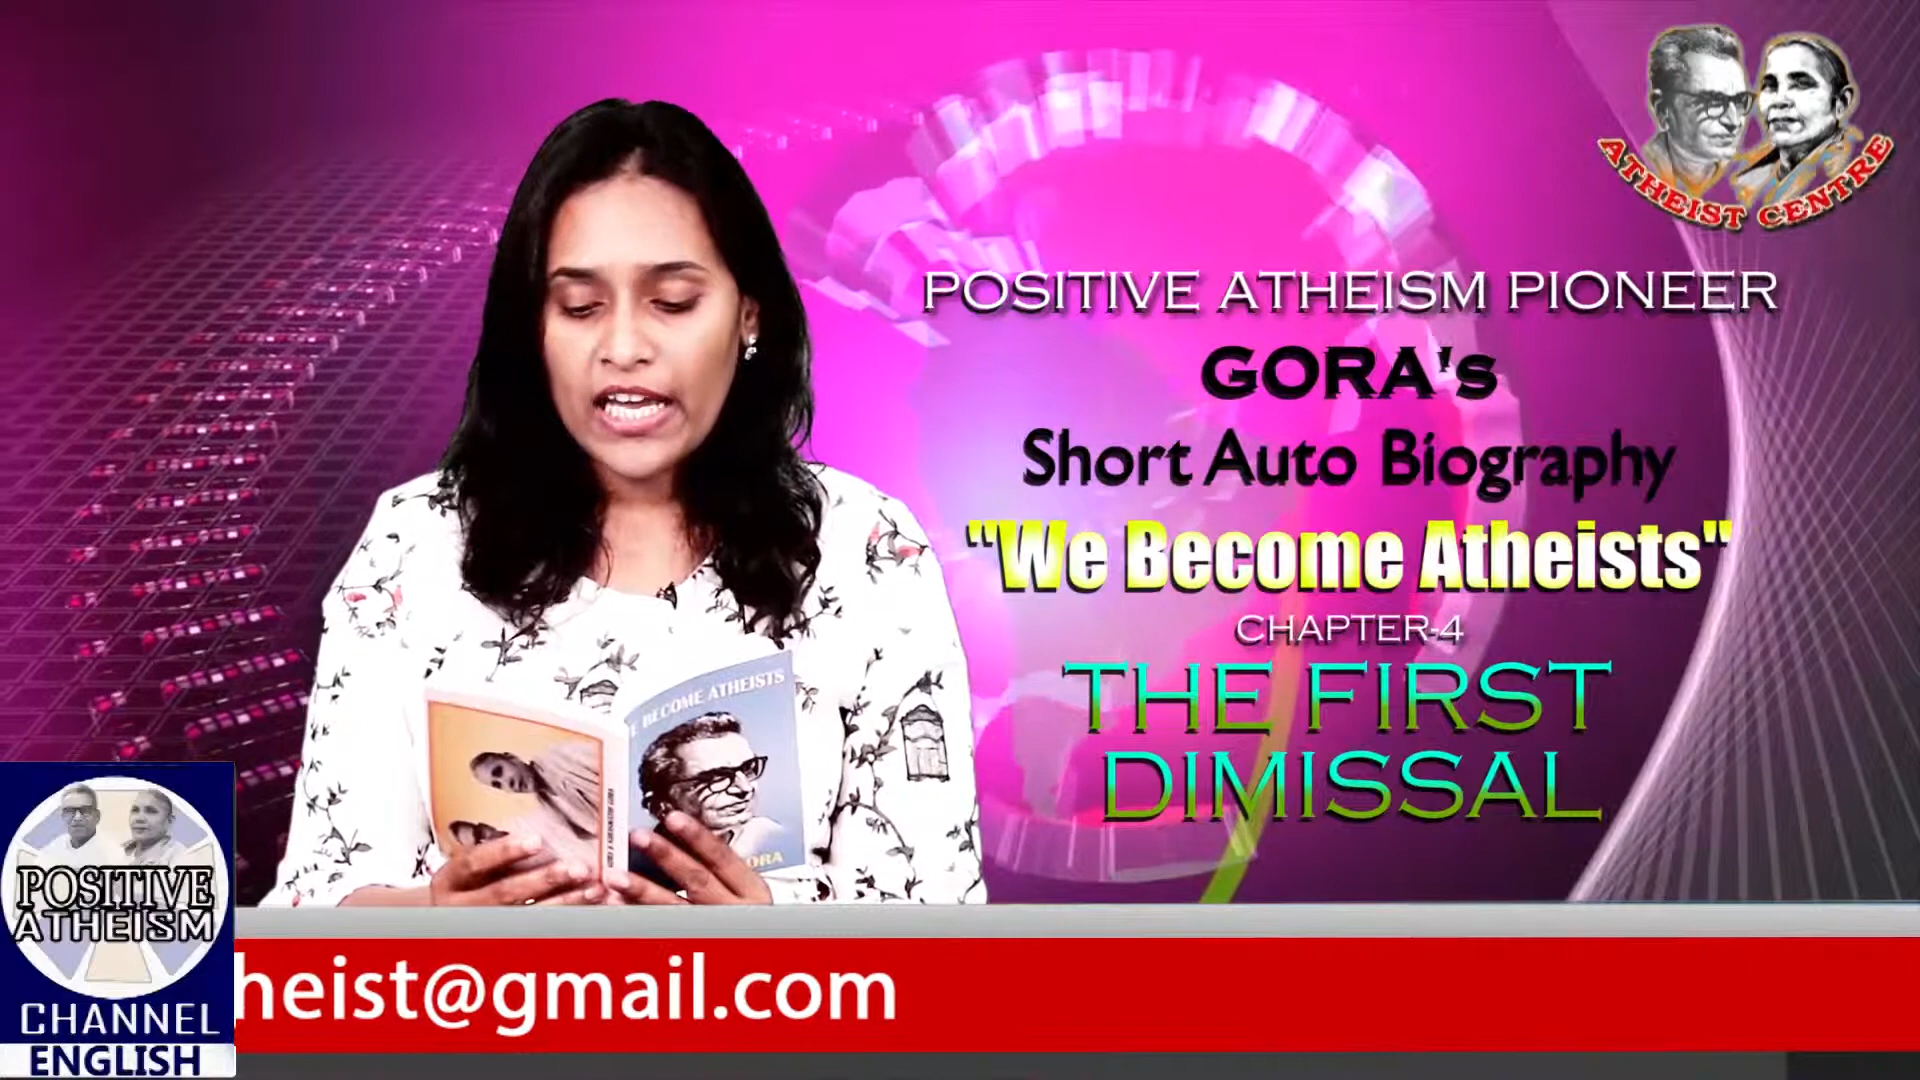 ATHEIST CENTRE
POSITIVE ATHEISM PIONEER
GORA's
Short Auto Biography
"We Become Atheists"
CHAPTER-4
THE FIRST
DIMISSAL
E BECOME ATHEISTS
ORA
POSITIVE
ATHEISM
CHANNEL
ENGLISH
heist@gmail.com